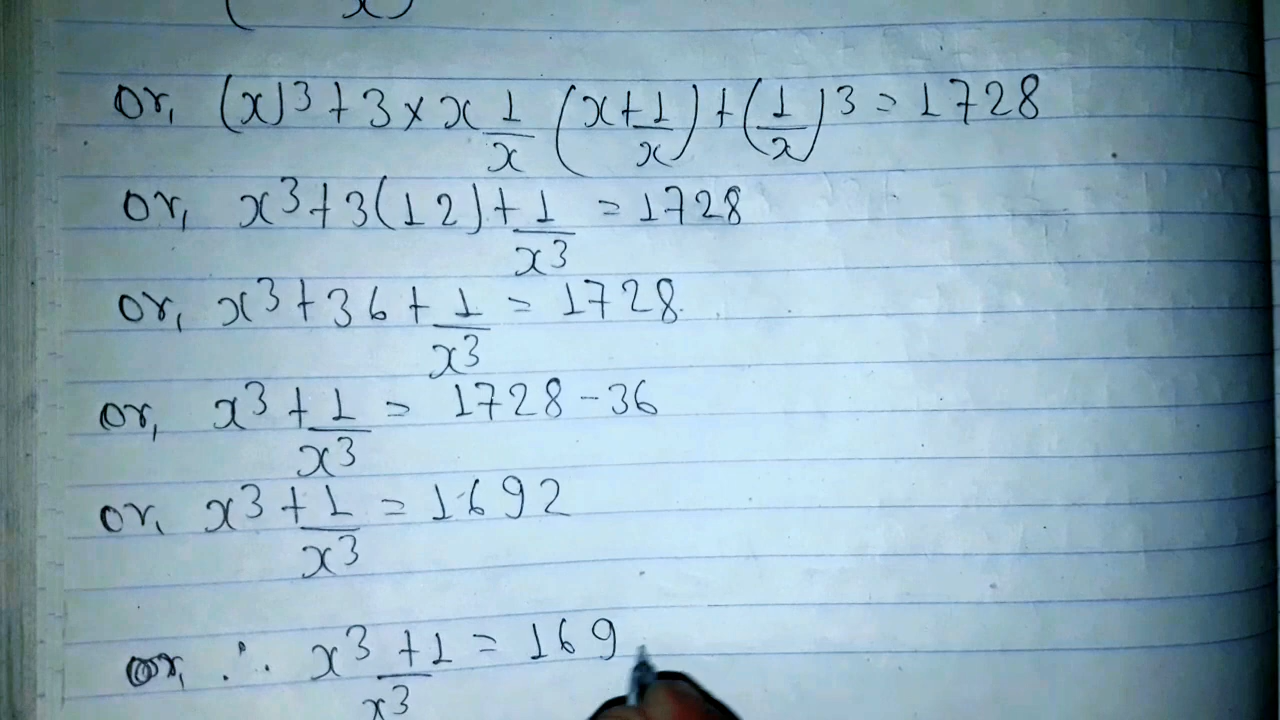 (x)
or, (x)³ + 3 × x 1/x (x + 1/x) + (1/x)³ = 1728
or, x³ + 3(12) + 1/x³ = 1728
or, x³ + 36 + 1/x³ = 1728
or, x³ + 1/x³ = 1728 - 36
or, x³ + 1/x³ = 1692
or, ∴ x³ + 1/x³ = 169